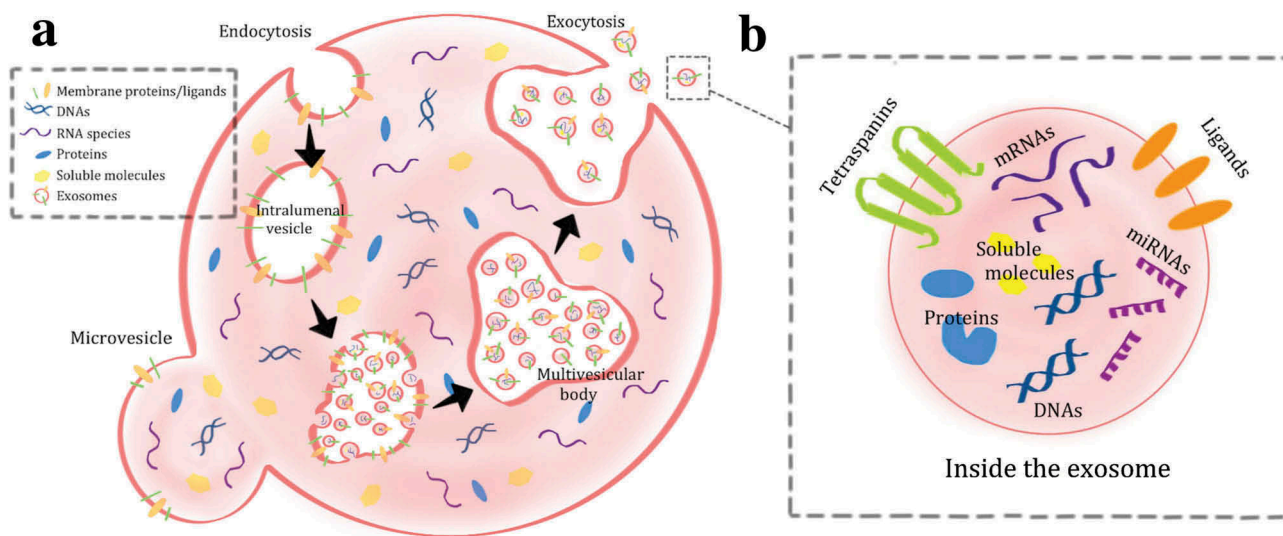 a
Endocytosis
Exocytosis
Membrane proteins/ligands
DNAs
RNA species
Proteins
Soluble molecules
Exosomes
Intralumenal
vesicle
Microvesicle
Multivesicular
body
b
Tetraspanins
mRNAs
Ligands
Soluble
molecules
miRNAs
Proteins
DNAs
Inside the exosome